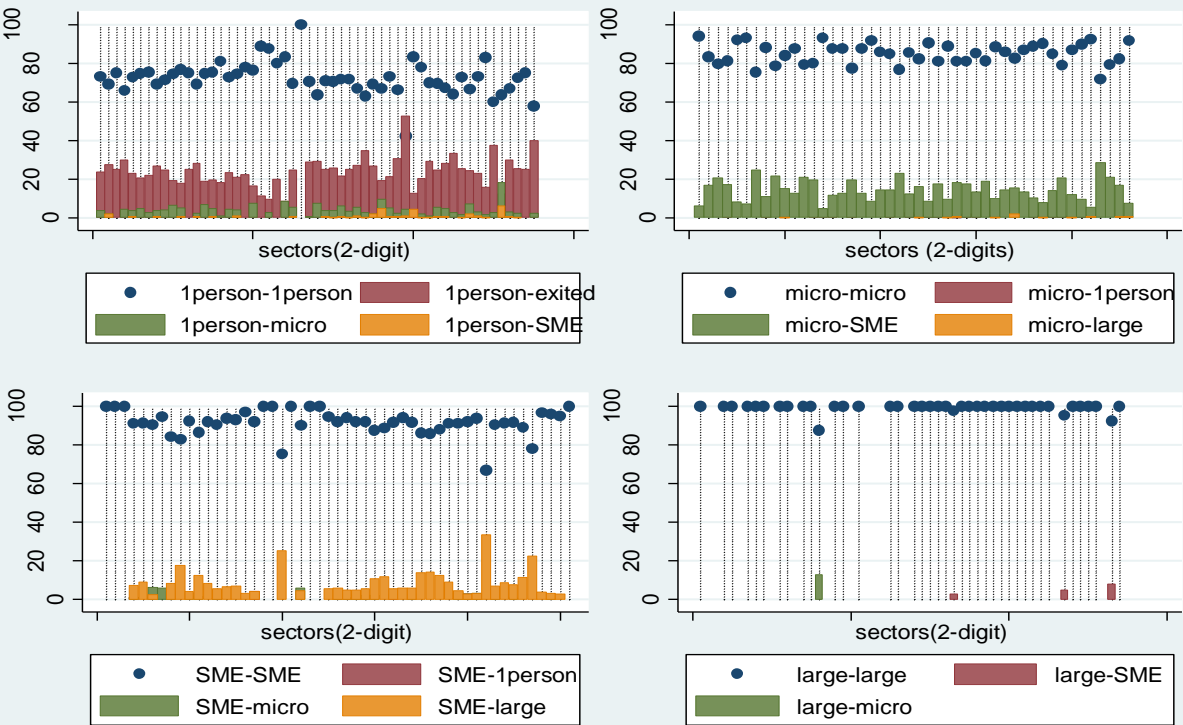 100
80
60
40
20
0
sectors(2-digit)
1person-1person 1person-exited
1person-micro 1person-SME
100
80
60
40
20
0
sectors (2-digits)
micro-micro micro-1person
micro-SME micro-large
100
80
60
40
20
0
sectors(2-digit)
SME-SME SME-1person
SME-micro SME-large
100
80
60
40
20
0
sectors(2-digit)
large-large large-SME
large-micro